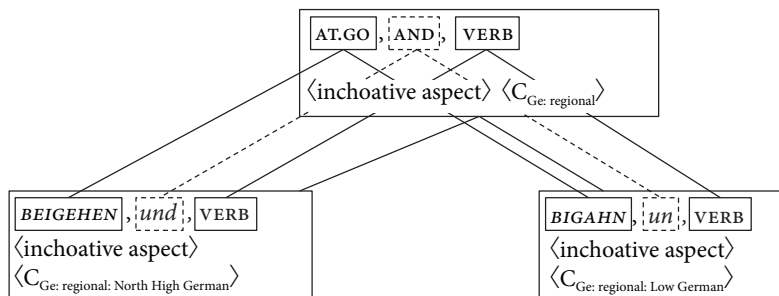 AT.GO, AND, VERB
⟨inchoative aspect⟩ ⟨C Ge: regional⟩
BEIGEHEN, und, VERB
⟨inchoative aspect⟩
⟨C Ge: regional: North High German⟩
BIGAHN, un, VERB
⟨inchoative aspect⟩
⟨C Ge: regional: Low German⟩